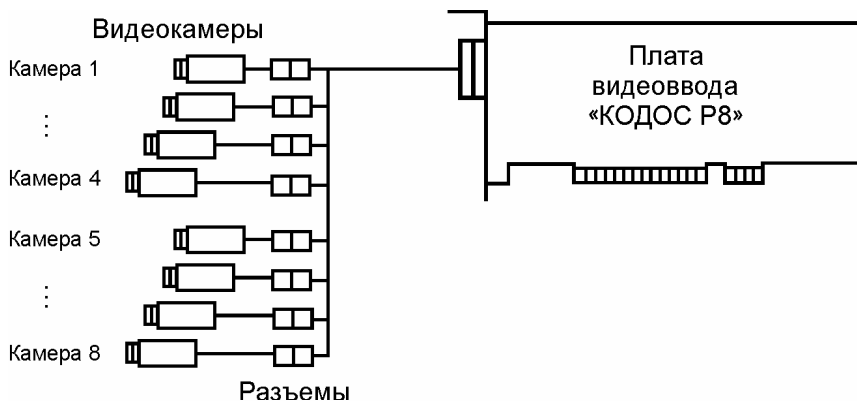 Видеокамеры
Камера 1
⋮
Камера 4
Камера 5
⋮
Камера 8
Разъемы
Плата
видеоввода
«КОДОС Р8»